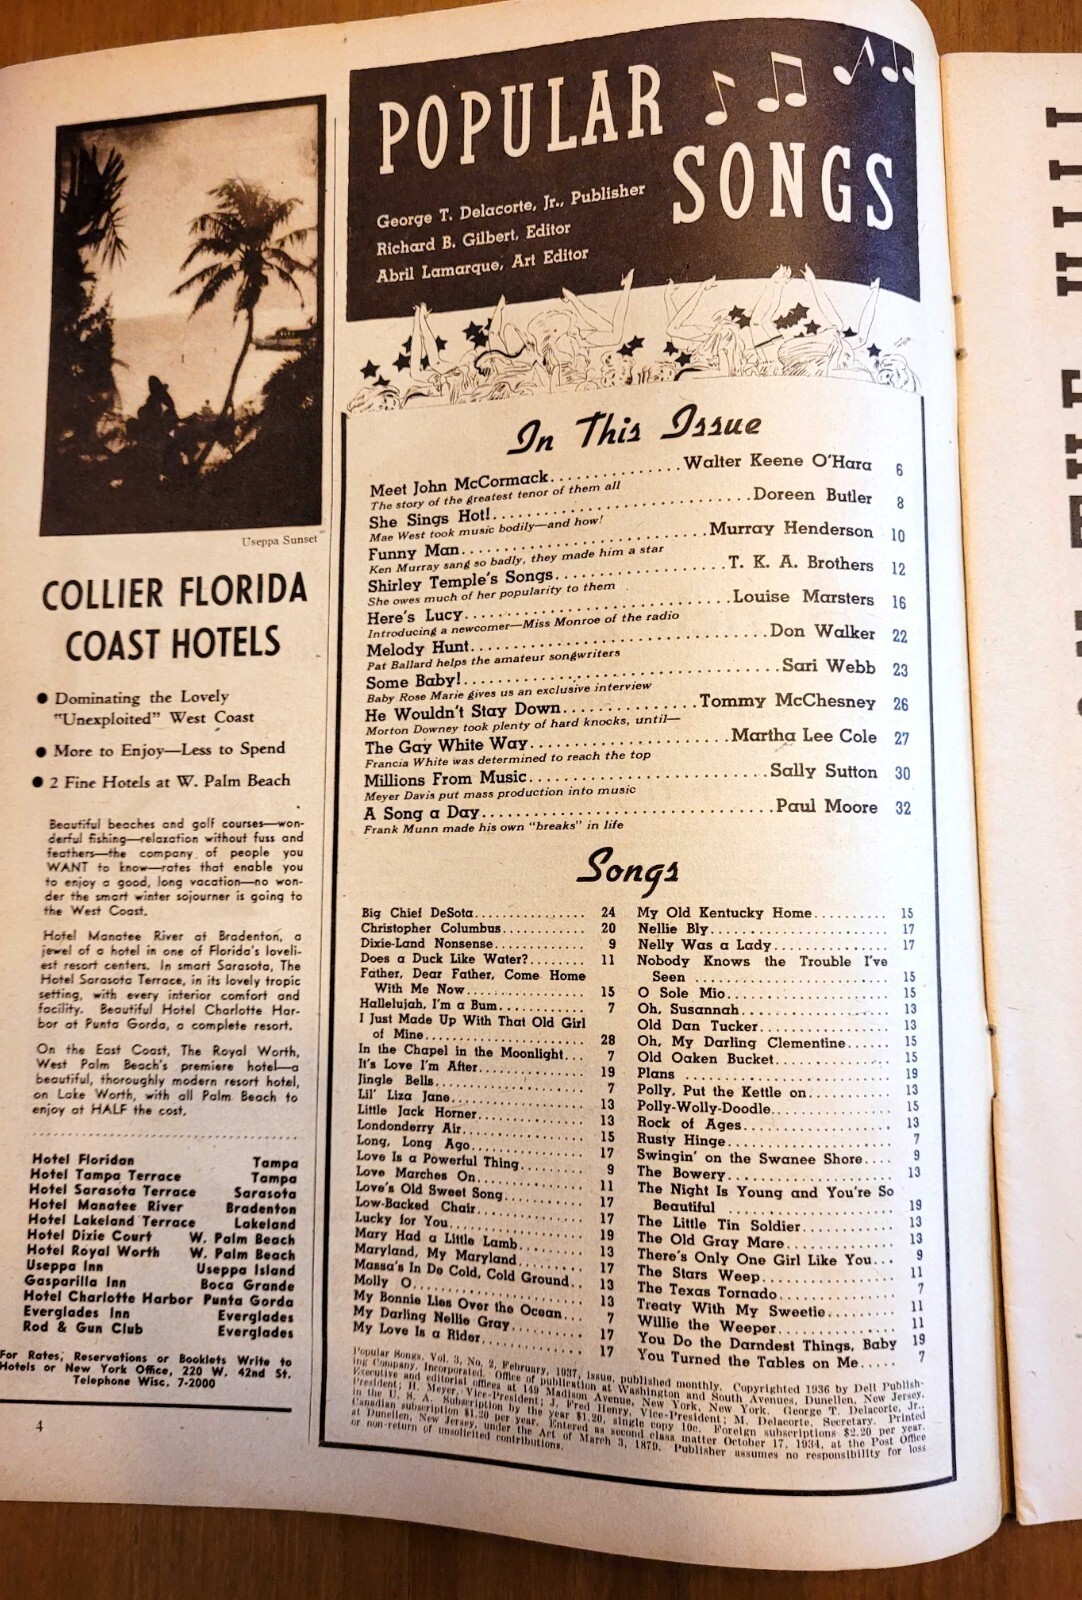 POPULAR
SONGS
George T. Delacorte, Jr., Publisher
Richard B. Gilbert, Editor
Abril Lamarque, Art Editor
Useppa Sunset
COLLIER FLORIDA
COAST HOTELS
● Dominating the Lovely
"Unexploited" West Coast
● More to Enjoy—Less to Spend
● 2 Fine Hotels at W. Palm Beach
Beautiful beaches and golf courses—won-
derful fishing—relaxation without fuss and
feathers—the company of people you
WANT to know—rates that enable you
to enjoy a good, long vacation—no won-
der the smart winter sojourner is going to
the West Coast.
Hotel Manatee River at Bradenton, a
jewel of a hotel in one of Florida's loveli-
est resort centers. In smart Sarasota, The
Hotel Sarasota Terrace, in its lovely tropic
setting, with every interior comfort and
facility. Beautiful Hotel Charlotte Har-
bor at Punta Gorda, a complete resort.
On the East Coast, The Royal Worth,
West Palm Beach's premiere hotel—a
beautiful, thoroughly modern resort hotel,
on Lake Worth, with all Palm Beach to
enjoy at HALF the cost.
Hotel Floridan Tampa
Hotel Tampa Terrace Tampa
Hotel Sarasota Terrace Sarasota
Hotel Manatee River Bradenton
Hotel Lakeland Terrace Lakeland
Hotel Dixie Court W. Palm Beach
Hotel Royal Worth W. Palm Beach
Useppa Inn Useppa Island
Gasparilla Inn Boca Grande
Hotel Charlotte Harbor Punta Gorda
Everglades Inn Everglades
Rod & Gun Club Everglades
For Rates, Reservations or Booklets Write to
Hotels or New York Office, 220 W. 42nd St.
Telephone Wisc. 7-2000
4
In This Issue
Meet John McCormack.............Walter Keene O'Hara 6
The story of the greatest tenor of them all
She Sings Hot!..........................Doreen Butler 8
Mae West took music bodily—and how!
Funny Man.........................Murray Henderson 10
Ken Murray sang so badly, they made him a star
Shirley Temple's Songs.................T. K. A. Brothers 12
She owes much of her popularity to them
Here's Lucy...........................Louise Marsters 16
Introducing a newcomer—Miss Monroe of the radio
Melody Hunt..............................Don Walker 22
Pat Ballard helps the amateur songwriters
Some Baby!................................Sari Webb 23
Baby Rose Marie gives us an exclusive interview
He Wouldn't Stay Down..............Tommy McChesney 26
Morton Downey took plenty of hard knocks, until—
The Gay White Way....................Martha Lee Cole 27
Francia White was determined to reach the top
Millions From Music........................Sally Sutton 30
Meyer Davis put mass production into music
A Song a Day..............................Paul Moore 32
Frank Munn made his own "breaks" in life
Songs
Big Chief DeSota................ 24
Christopher Columbus............ 20
Dixie-Land Nonsense............. 9
Does a Duck Like Water?........ 11
Father, Dear Father, Come Home
With Me Now................. 15
Hallelujah, I'm a Bum........... 7
I Just Made Up With That Old Girl
of Mine....................... 28
In the Chapel in the Moonlight... 7
It's Love I'm After.............. 19
Jingle Bells..................... 7
Lil' Liza Jane................... 13
Little Jack Horner............... 13
Londonderry Air................. 15
Long, Long Ago................. 17
Love Is a Powerful Thing........ 9
Love Marches On................ 11
Love's Old Sweet Song........... 17
Low-Backed Chair............... 17
Lucky for You................... 19
Mary Had a Little Lamb......... 13
Maryland, My Maryland.......... 17
Massa's In De Cold, Cold Ground.. 13
Molly O......................... 13
My Bonnie Lies Over the Ocean... 7
My Darling Nellie Gray.......... 17
My Love Is a Rider.............. 17
My Old Kentucky Home.......... 15
Nellie Bly....................... 17
Nelly Was a Lady................ 17
Nobody Knows the Trouble I've
Seen ......................... 15
O Sole Mio...................... 15
Oh, Susannah.................... 13
Old Dan Tucker.................. 13
Oh, My Darling Clementine...... 15
Old Oaken Bucket............... 15
Plans ........................... 19
Polly, Put the Kettle on......... 13
Polly-Wolly-Doodle.............. 15
Rock of Ages.................... 13
Rusty Hinge..................... 7
Swingin' on the Swanee Shore.... 9
The Bowery..................... 13
The Night Is Young and You're So
Beautiful ..................... 19
The Little Tin Soldier............ 13
The Old Gray Mare.............. 13
There's Only One Girl Like You... 9
The Stars Weep.................. 11
The Texas Tornado............... 7
Treaty With My Sweetie.......... 11
Willie the Weeper................ 11
You Do the Darndest Things, Baby 19
You Turned the Tables on Me..... 7
Popular Songs, Vol. 3, No. 2, February, 1937, issue, published monthly. Copyrighted 1936 by Dell Publish-
ing Company, Incorporated. Office of publication at Washington and South Avenues, Dunellen, New Jersey.
Executive and editorial offices at 149 Madison Avenue, New York, New York. George T. Delacorte, Jr.,
President; H. Meyer, Vice-President; J. Fred Henry, Vice-President; M. Delacorte, Secretary. Printed
in the U. S. A. Subscription by the year $1.20, single copy 10c. Foreign subscriptions $2.20 per year.
Canadian subscription $1.20 per year. Entered as second class matter October 17, 1934, at the Post Office
at Dunellen, New Jersey, under the Act of March 3, 1879. Publisher assumes no responsibility for loss
or non-return of unsolicited contributions.